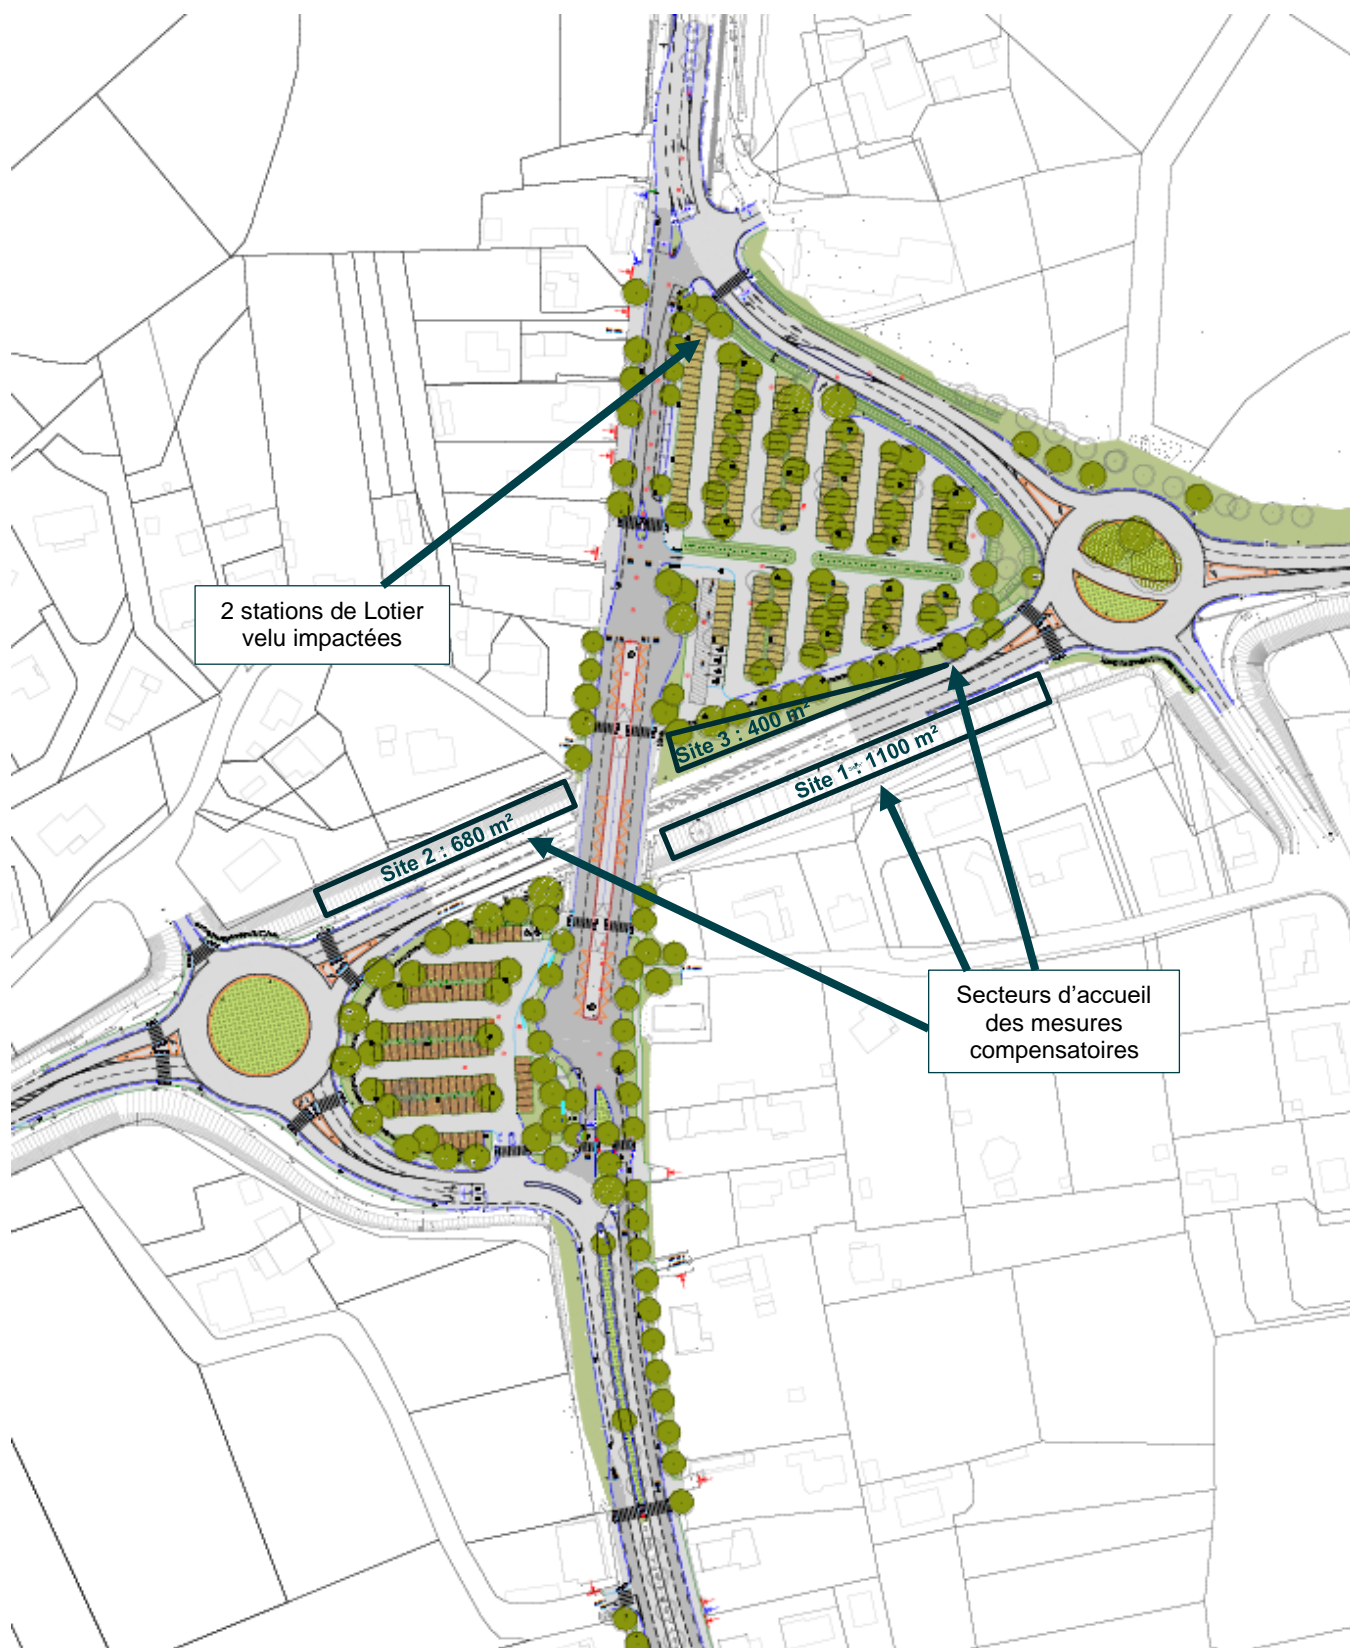 2 stations de Lotier
velu impactées
Site 3 : 400 m²
Site 1 : 1100 m²
Site 2 : 680 m²
Secteurs d’accueil
des mesures
compensatoires